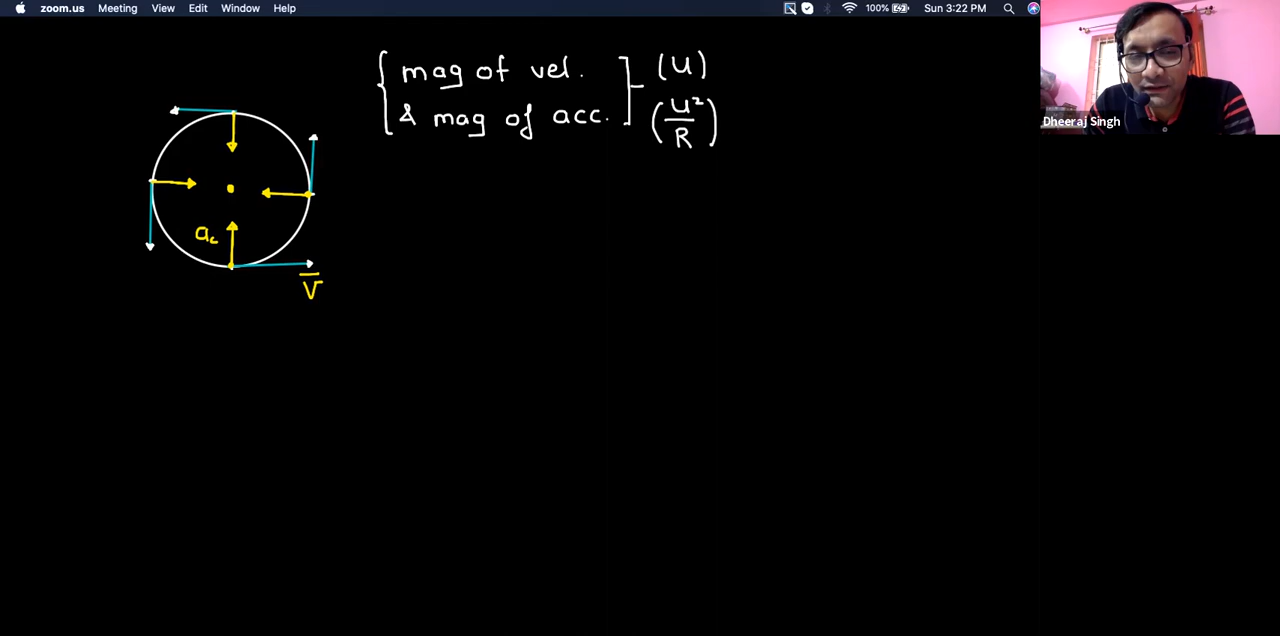 zoom.us Meeting View Edit Window Help 100% Sun 3:22 PM
Dheeraj Singh
{ mag of vel. ] - (u)
& mag of acc. (u²/R)
a꜀
V̅